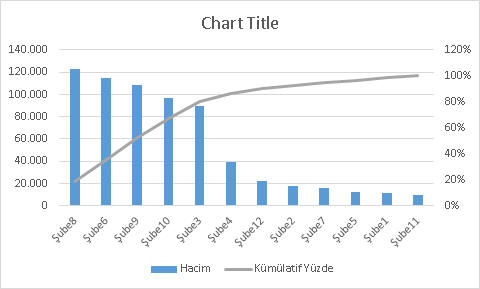 Chart Title
140.000
120.000
100.000
80.000
60.000
40.000
20.000
0
120%
100%
80%
60%
40%
20%
0%
Şube8
Şube6
Şube9
Şube10
Şube3
Şube4
Şube12
Şube2
Şube7
Şube5
Şube1
Şube11
Hacim
Kümülatif Yüzde